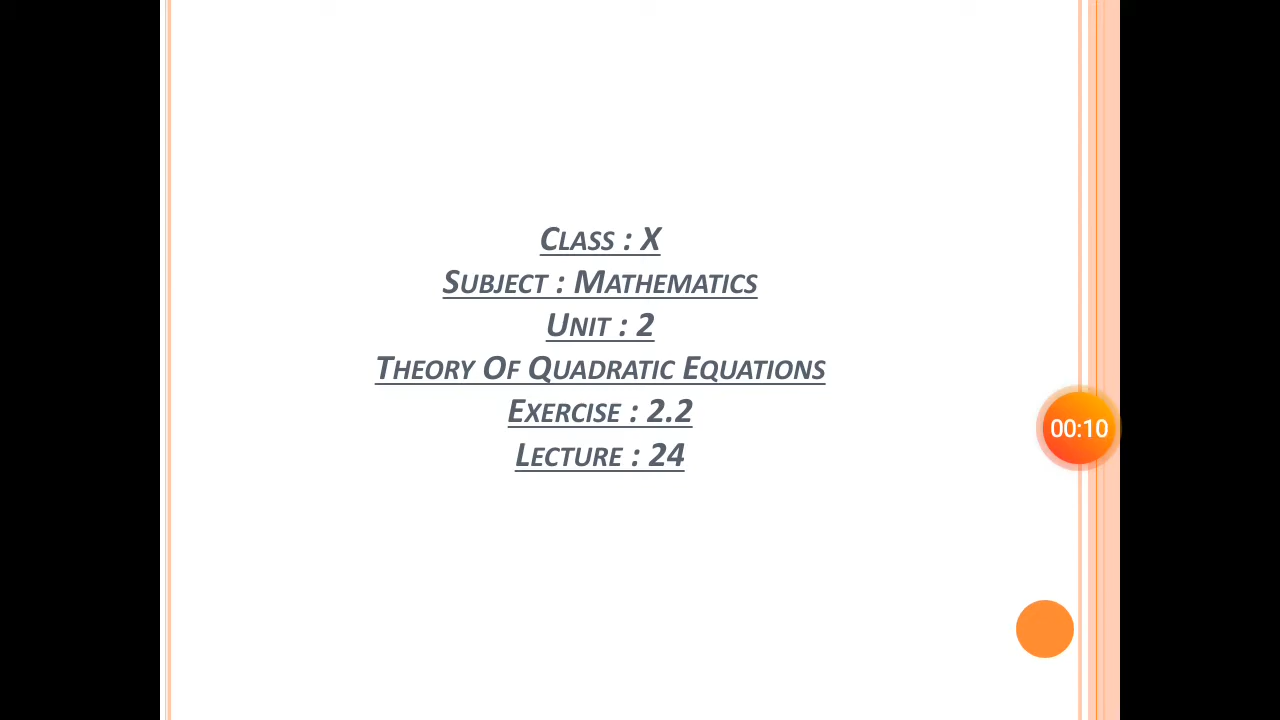 Class : X
Subject : Mathematics
Unit : 2
Theory Of Quadratic Equations
Exercise : 2.2
Lecture : 24
00:10